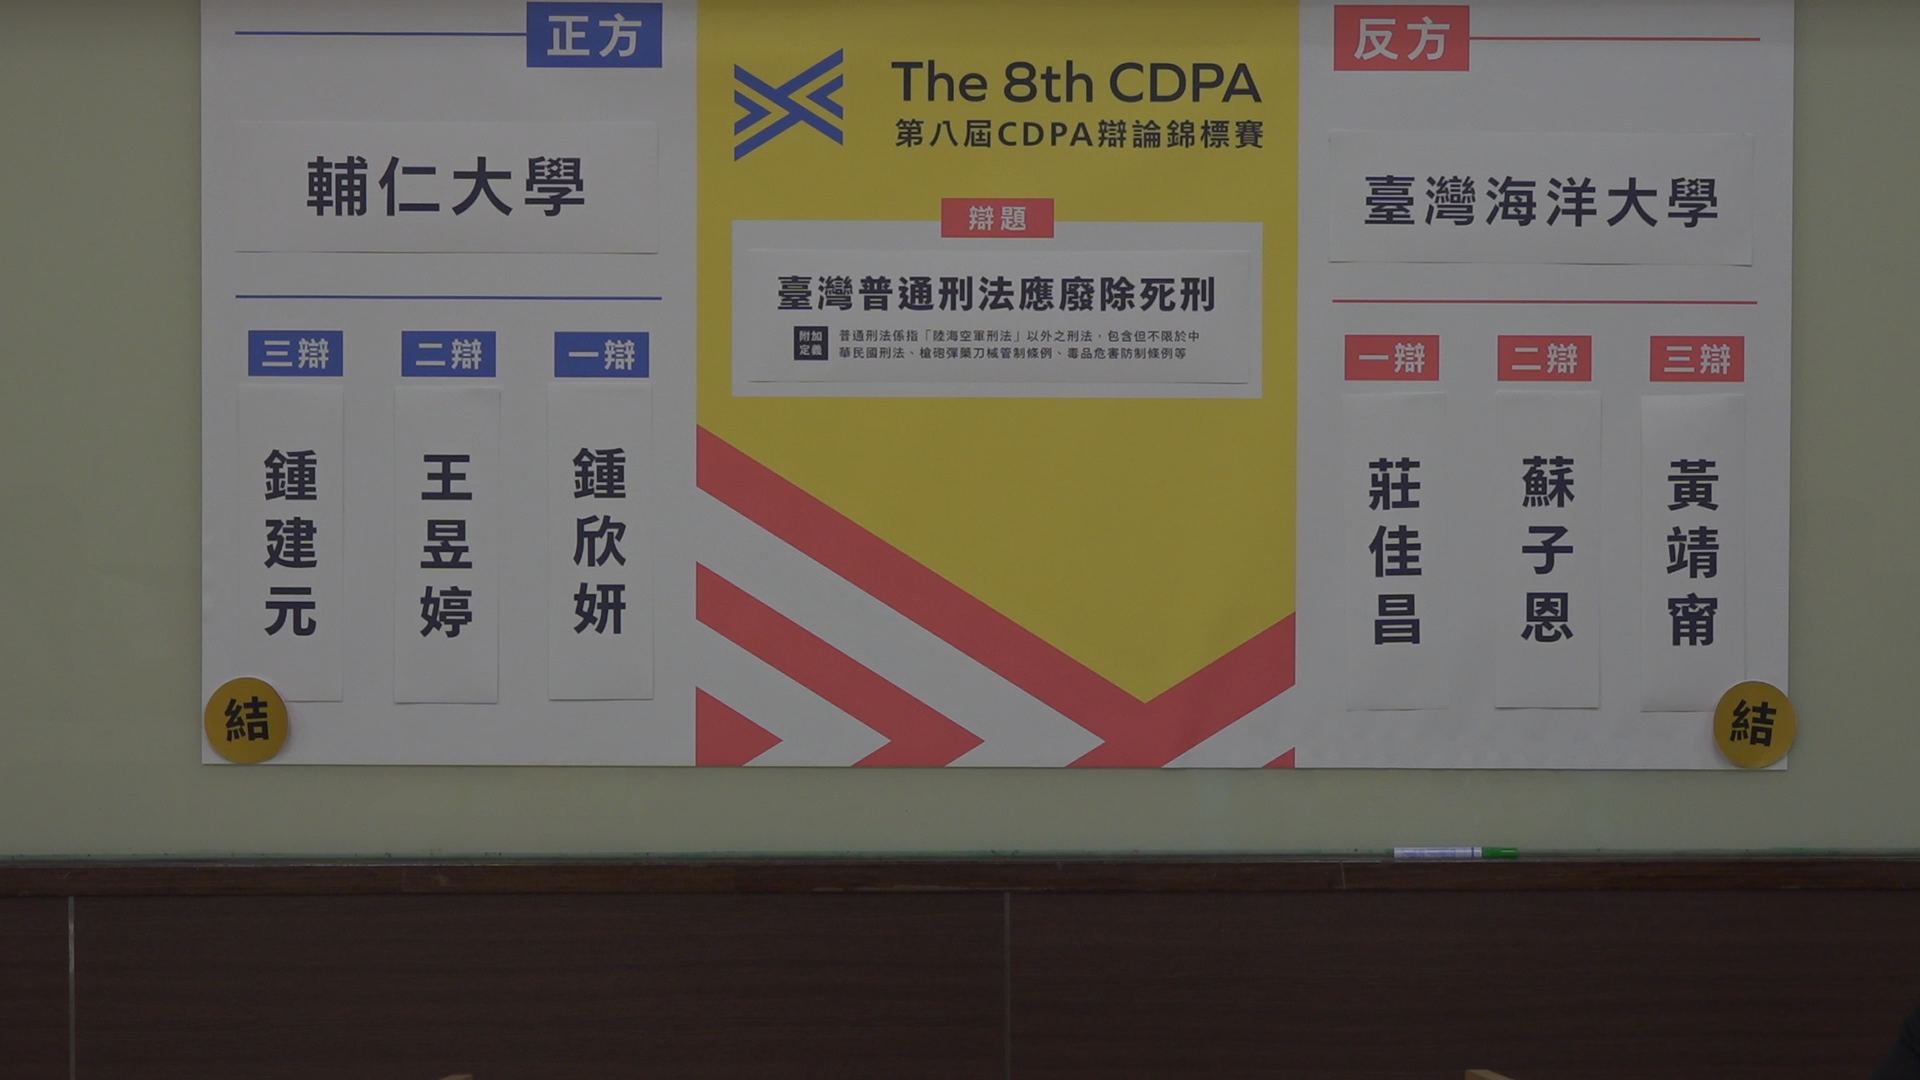 正方
輔仁大學
三辯
二辯
一辯
鍾建元
王昱婷
鍾欣妍
結
The 8th CDPA
第八屆CDPA辯論錦標賽
辯題
臺灣普通刑法應廢除死刑
附加定義
普通刑法係指「陸海空軍刑法」以外之刑法，包含但不限於中
華民國刑法、槍砲彈藥刀械管制條例、毒品危害防制條例等
反方
臺灣海洋大學
一辯
二辯
三辯
莊佳昌
蘇子恩
黃靖甯
結